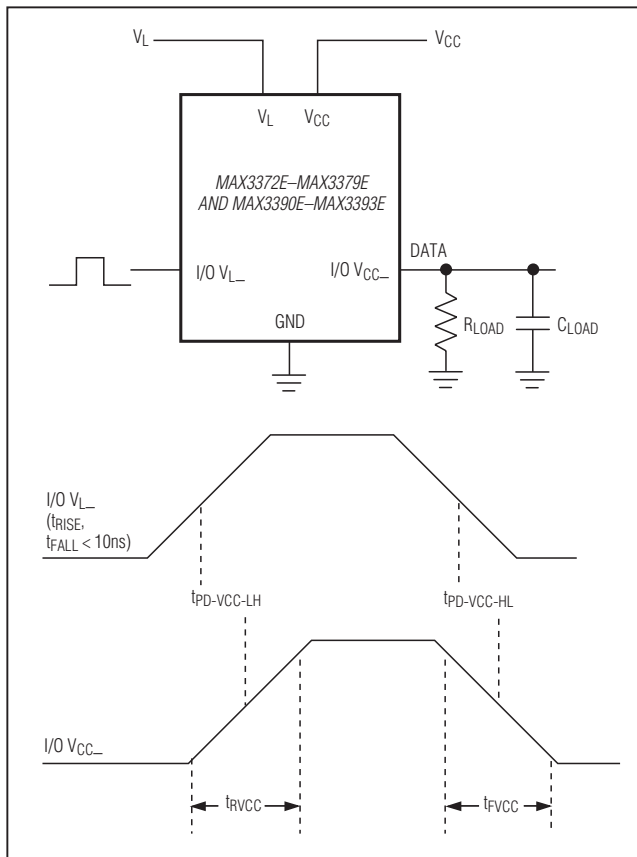 VL
VCC
VL VCC
MAX3372E–MAX3379E
AND MAX3390E–MAX3393E
DATA
I/O VL_
I/O VCC_
RLOAD
CLOAD
GND
I/O VL_
(tRISE,
tFALL < 10ns)
tPD-VCC-LH
tPD-VCC-HL
I/O VCC_
tRVCC
tFVCC